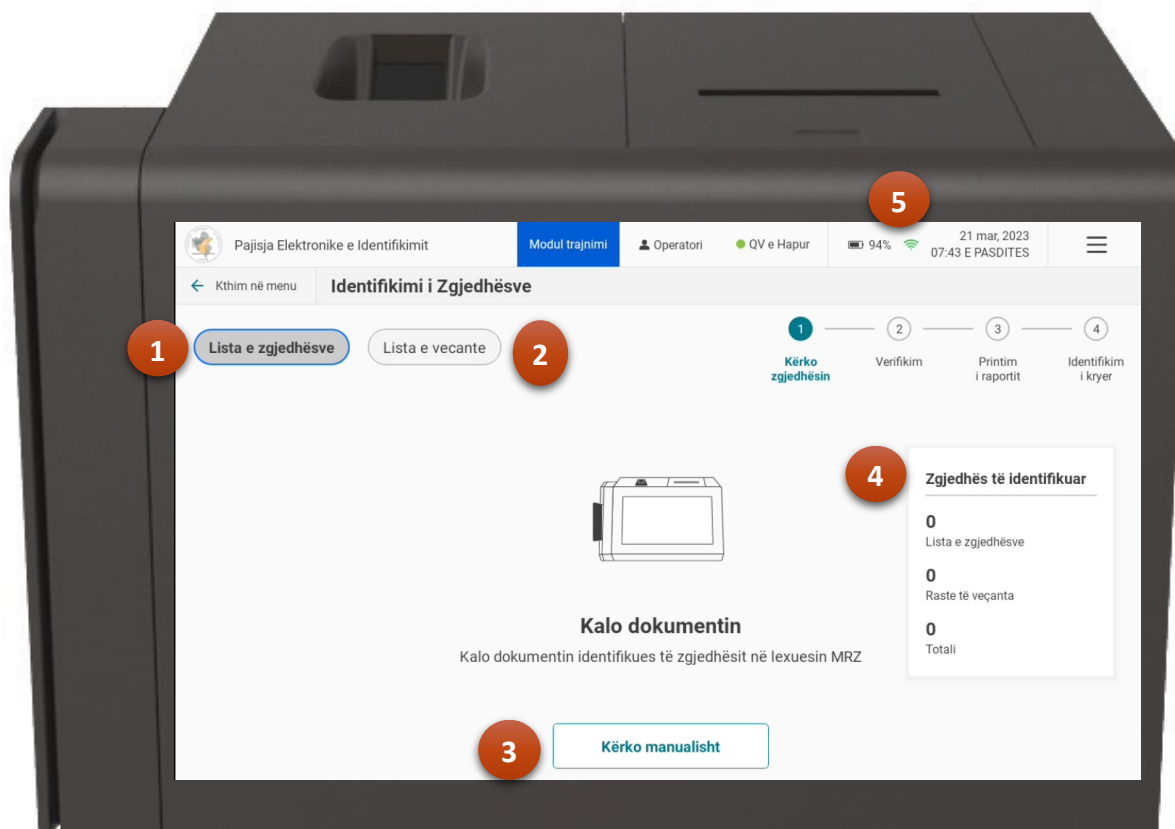 5
Pajisja Elektronike e Identifikimit
Modul trajnimi
Operatori
QV e Hapur
94%
21 mar, 2023
07:43 E PASDITES
Kthim në menu
Identifikimi i Zgjedhësve
1
Lista e zgjedhësve
Lista e vecante
2
1
2
3
4
Kërko
zgjedhësin
Verifikim
Printim
i raportit
Identifikim
i kryer
4
Zgjedhës të identifikuar
0
Lista e zgjedhësve
0
Raste të veçanta
0
Totali
Kalo dokumentin
Kalo dokumentin identifikues të zgjedhësit në lexuesin MRZ
3
Kërko manualisht